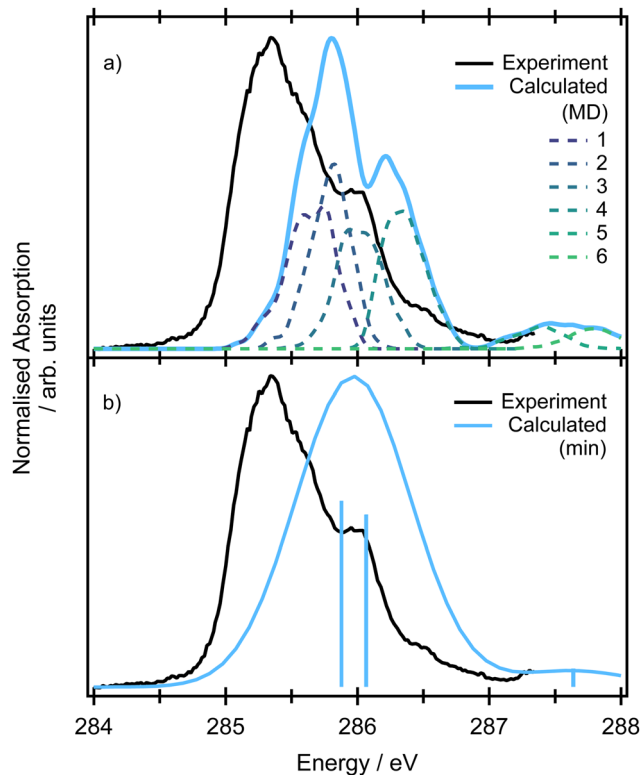 a)
Experiment
Calculated
(MD)
1
2
3
4
5
6
Normalised Absorption
/ arb. units
b)
Experiment
Calculated
(min)
284
285
286
287
288
Energy / eV